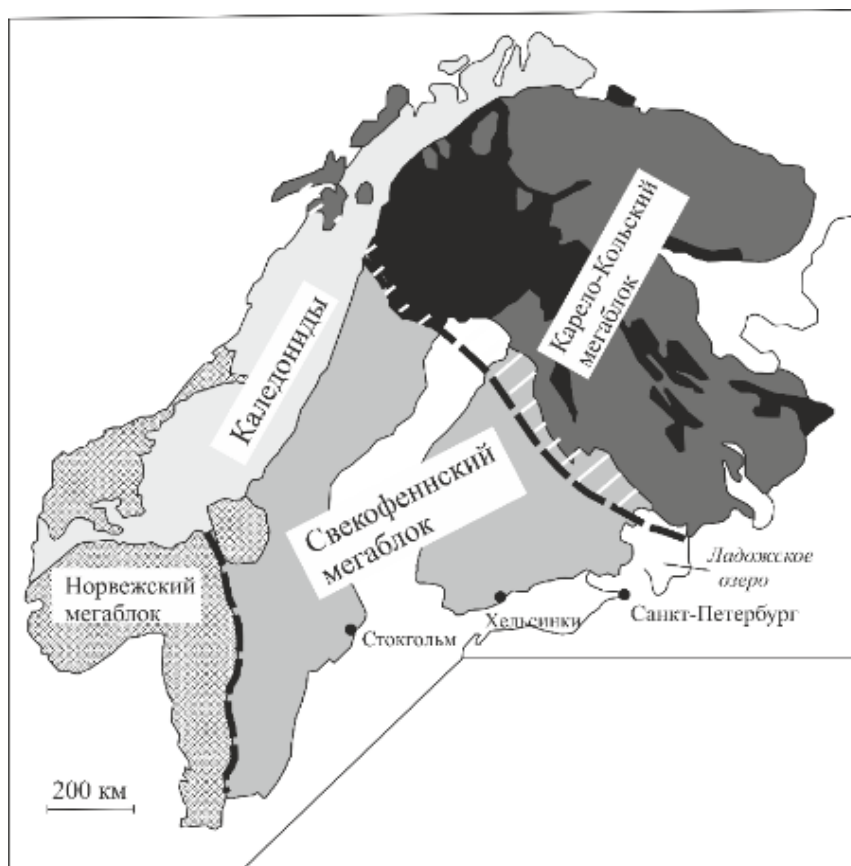 Карело-Кольский
мегаблок
Каледониды
Свекофеннский
мегаблок
Норвежский
мегаблок
Ладожское
озеро
Хельсинки
Санкт-Петербург
Стокгольм
200 км